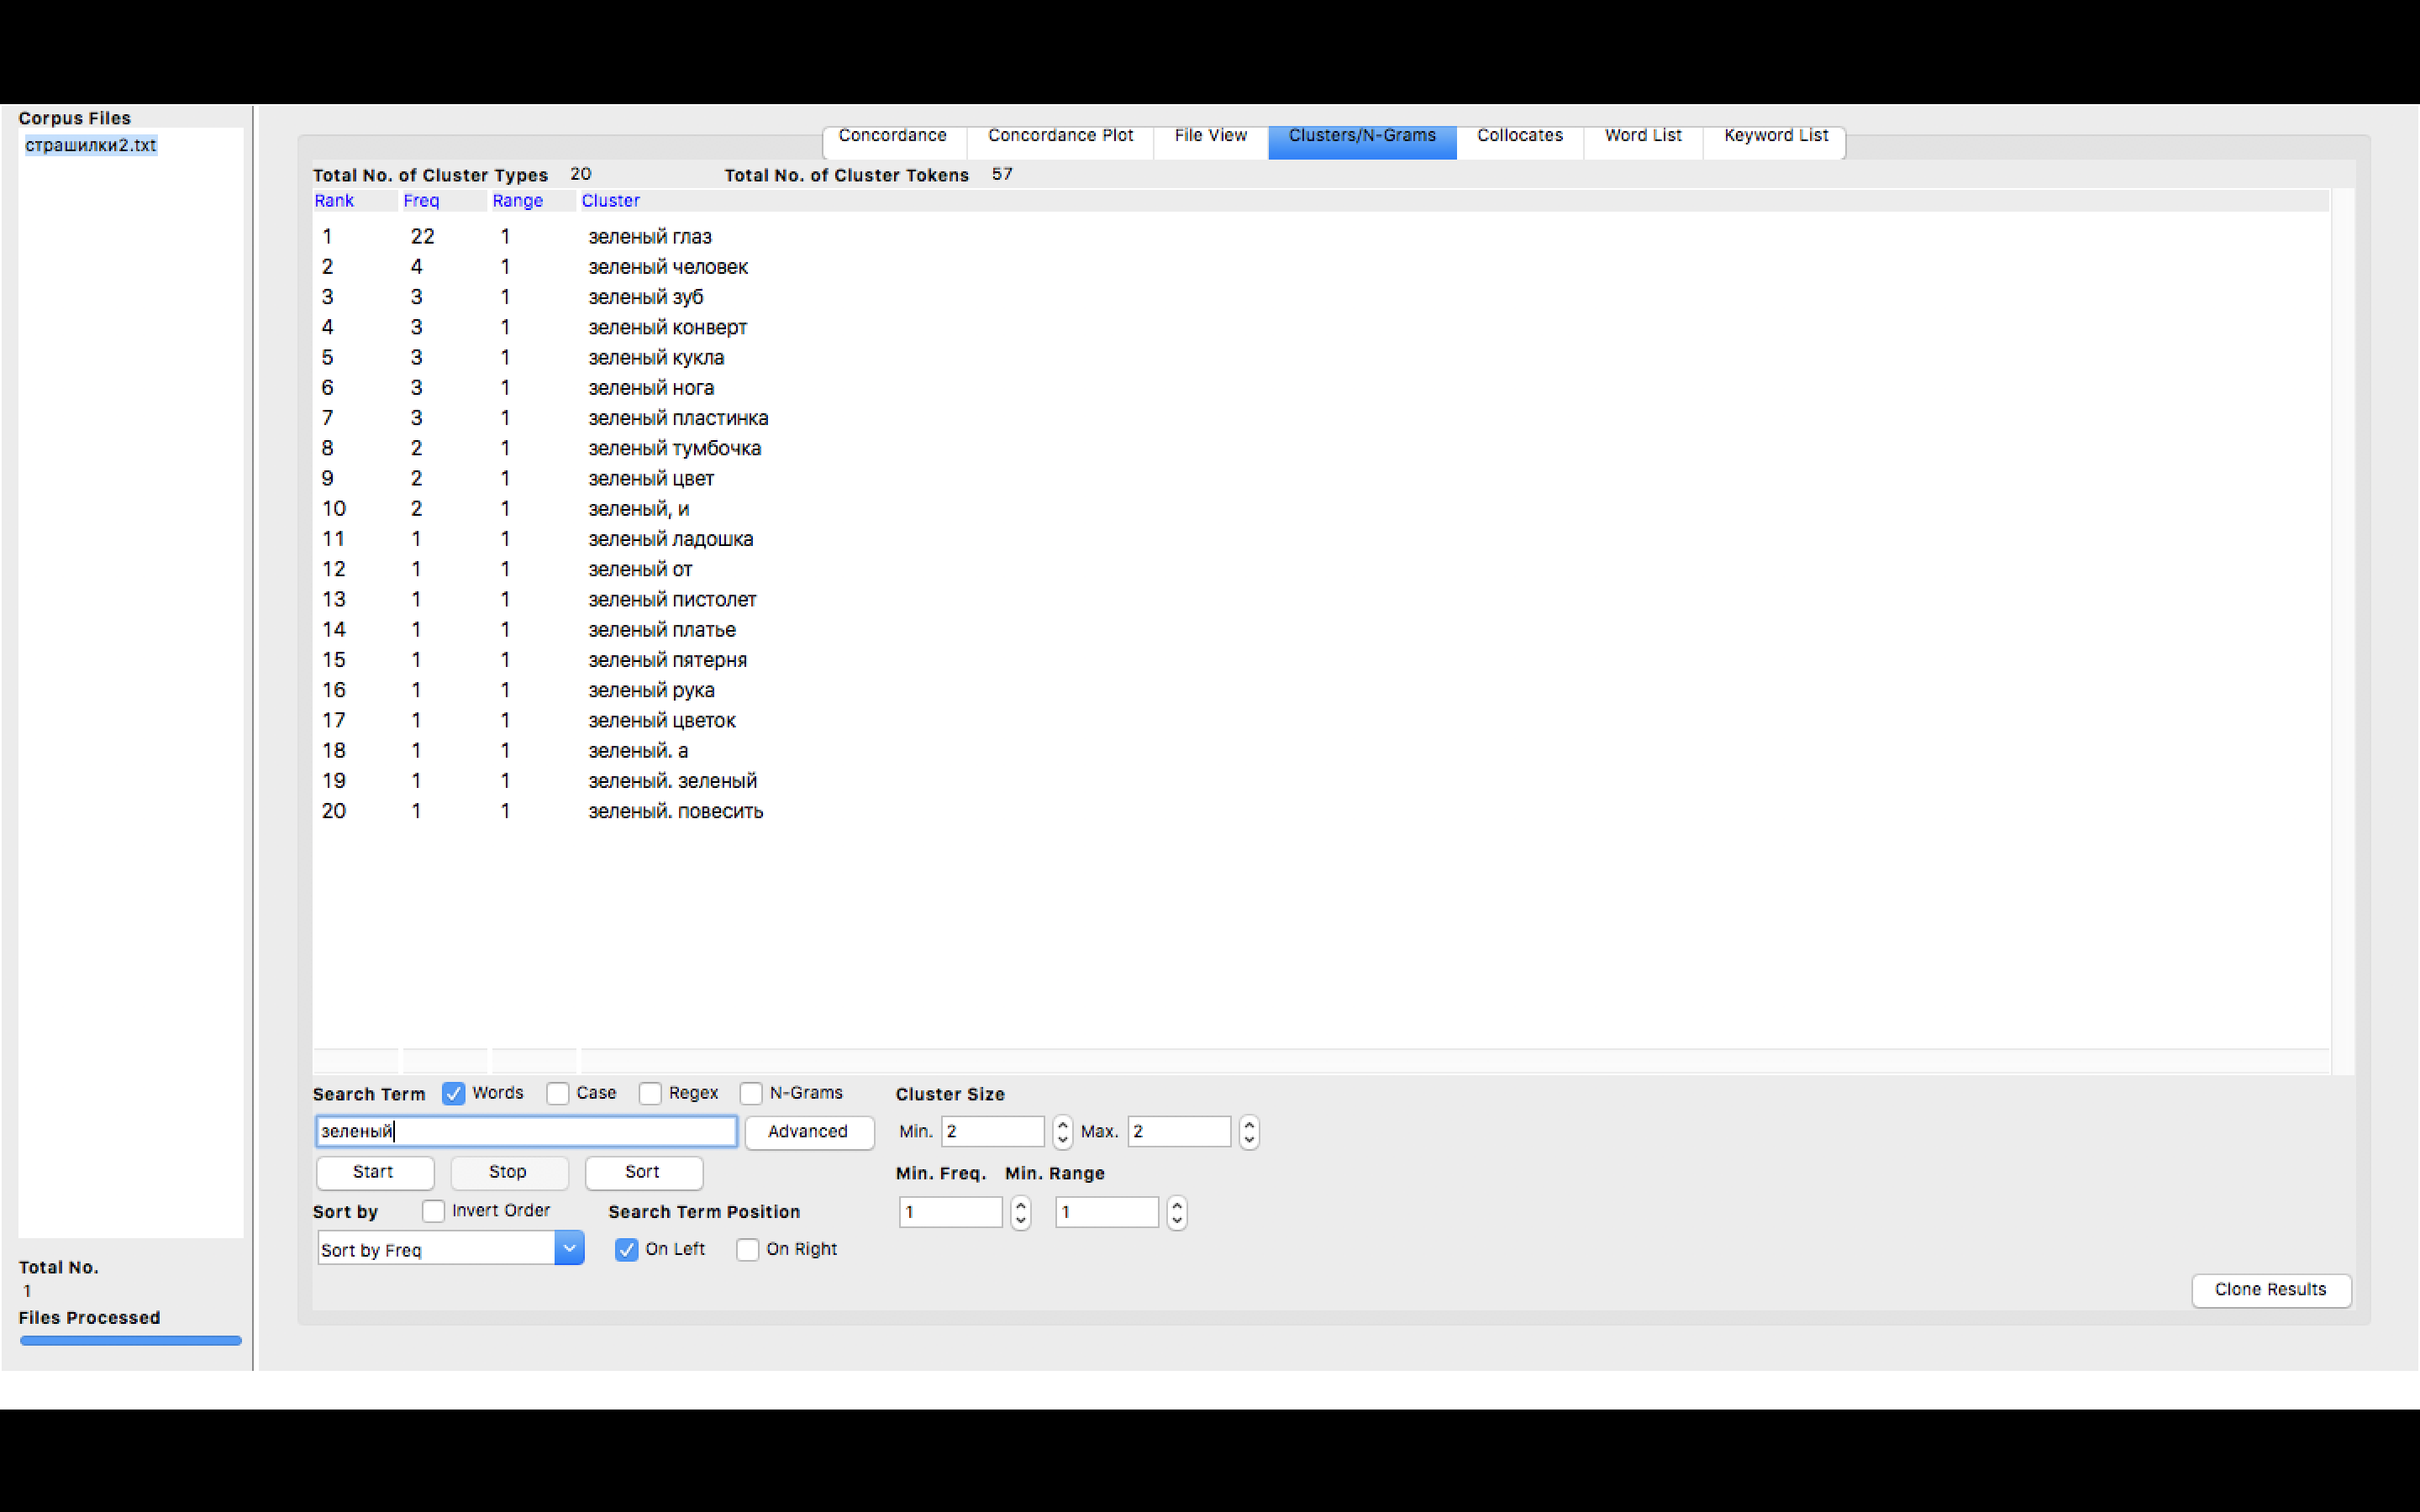 Corpus Files
страшилки2.txt
Concordance Concordance Plot File View Clusters/N-Grams Collocates Word List Keyword List
Total No. of Cluster Types 20 Total No. of Cluster Tokens 57
Rank Freq Range Cluster
1 22 1 зеленый глаз
2 4 1 зеленый человек
3 3 1 зеленый зуб
4 3 1 зеленый конверт
5 3 1 зеленый кукла
6 3 1 зеленый нога
7 3 1 зеленый пластинка
8 2 1 зеленый тумбочка
9 2 1 зеленый цвет
10 2 1 зеленый, и
11 1 1 зеленый ладошка
12 1 1 зеленый от
13 1 1 зеленый пистолет
14 1 1 зеленый платье
15 1 1 зеленый пятерня
16 1 1 зеленый рука
17 1 1 зеленый цветок
18 1 1 зеленый. а
19 1 1 зеленый. зеленый
20 1 1 зеленый. повесить
Search Term Words Case Regex N-Grams Cluster Size
зеленый Advanced Min. 2 Max. 2
Start Stop Sort Min. Freq. Min. Range
Sort by Invert Order Search Term Position 1 1
Sort by Freq On Left On Right
Total No.
1
Files Processed
Clone Results